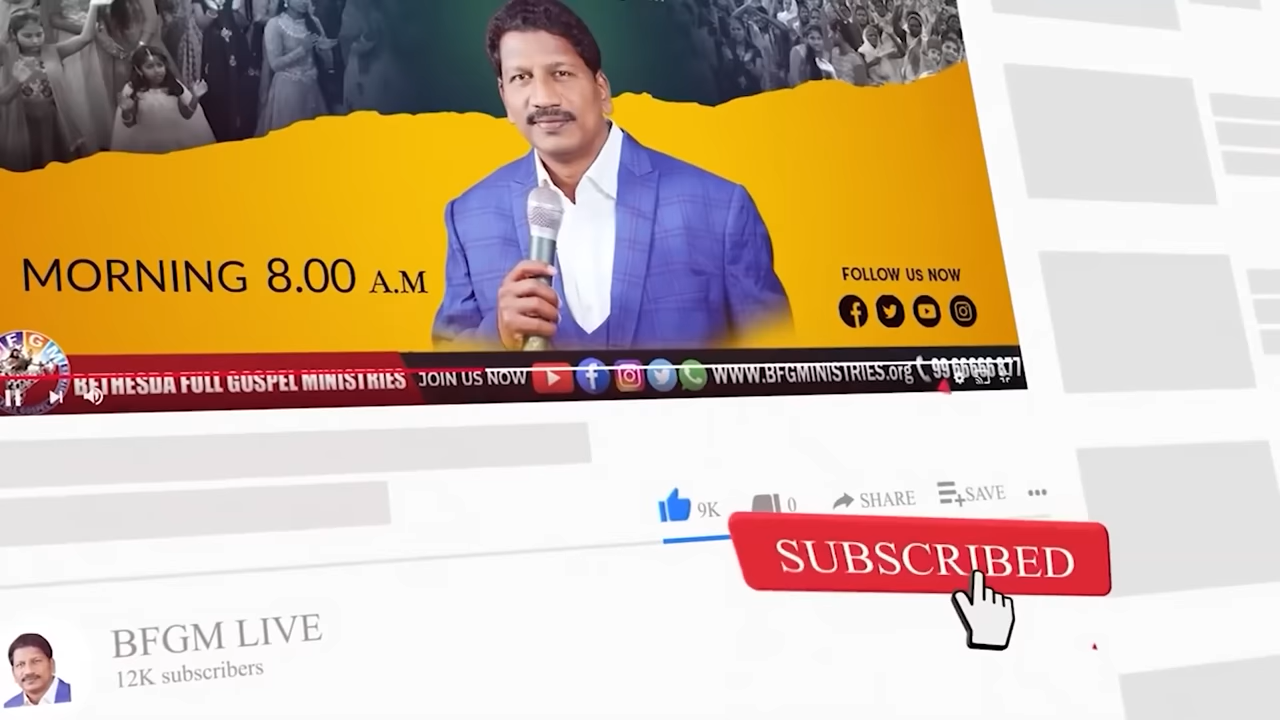 MORNING 8.00 A.M
FOLLOW US NOW
BETHESDA FULL GOSPEL MINISTRIES JOIN US NOW WWW.BFGMINISTRIES.org
9K 0 SHARE SAVE
SUBSCRIBED
BFGM LIVE
12K subscribers